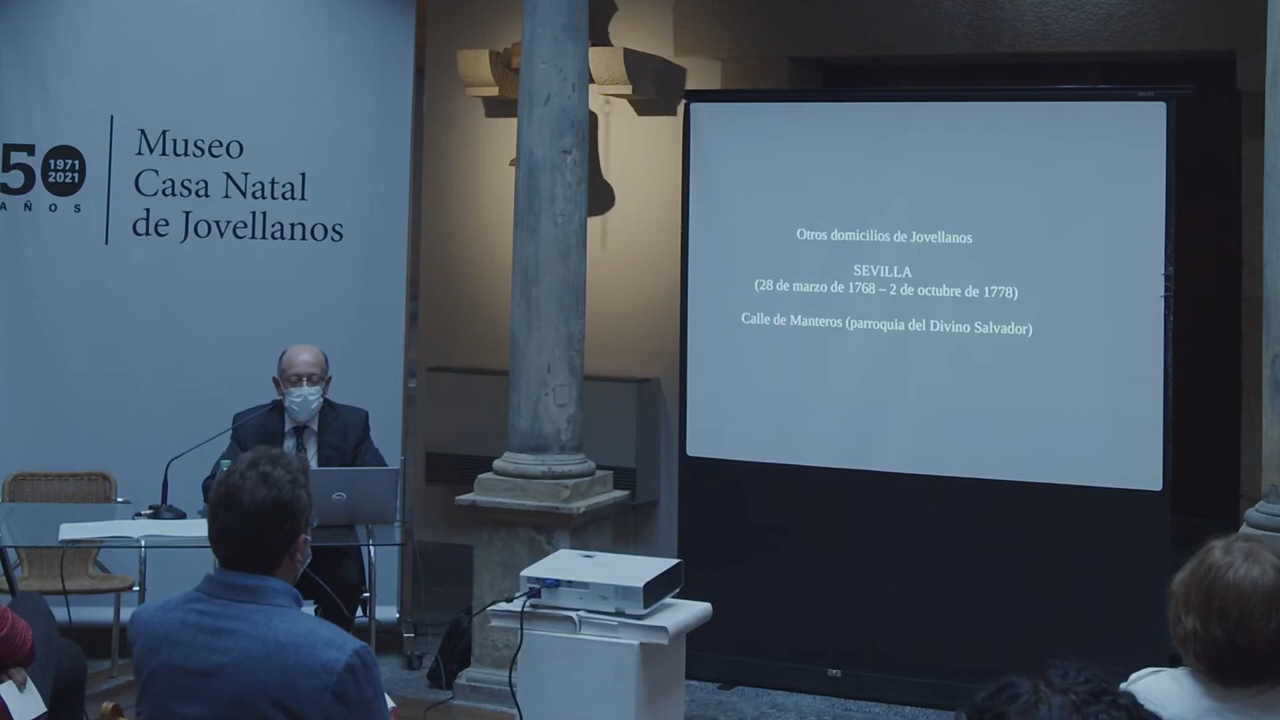 50
1971
2021
AÑOS
Museo
Casa Natal
de Jovellanos
Otros domicilios de Jovellanos
SEVILLA
(28 de marzo de 1768 – 2 de octubre de 1778)
Calle de Manteros (parroquia del Divino Salvador)